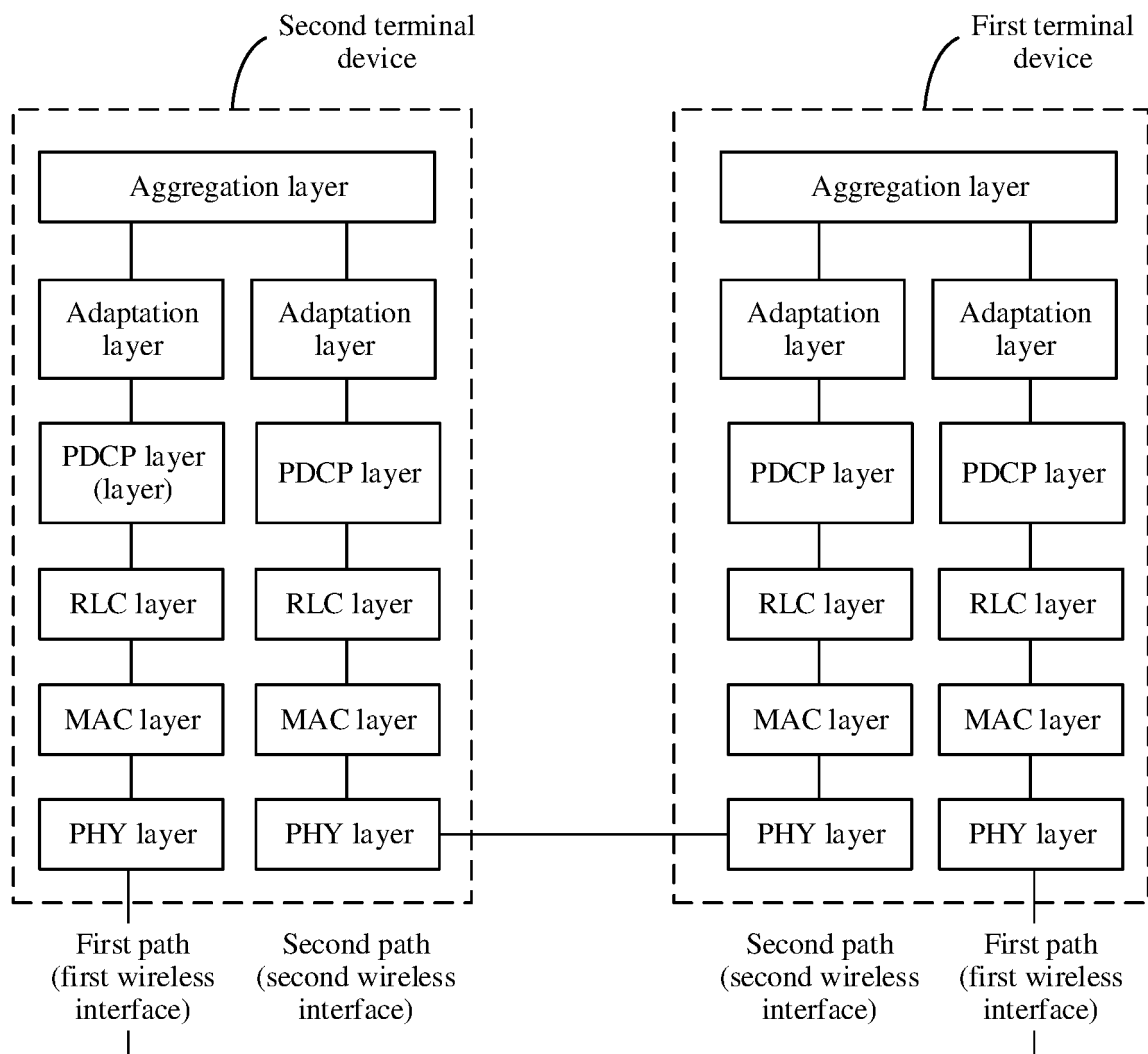 Second terminal
device
First terminal
device
Aggregation layer
Aggregation layer
Adaptation
layer
Adaptation
layer
Adaptation
layer
Adaptation
layer
PDCP layer
(layer)
PDCP layer
PDCP layer
PDCP layer
RLC layer
RLC layer
RLC layer
RLC layer
MAC layer
MAC layer
MAC layer
MAC layer
PHY layer
PHY layer
PHY layer
PHY layer
First path
(first wireless
interface)
Second path
(second wireless
interface)
Second path
(second wireless
interface)
First path
(first wireless
interface)